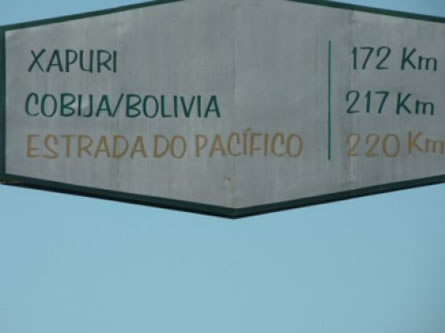 XAPURI 172 Km
COBIJA/BOLIVIA 217 Km
ESTRADA DO PACÍFICO 220 Km